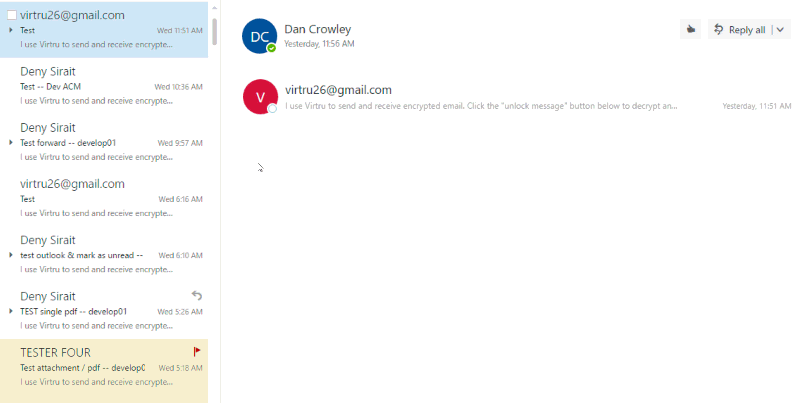 virtru26@gmail.com
Test Wed 11:51 AM
I use Virtru to send and receive encrypte...
Deny Sirait
Test -- Dev ACM Wed 10:36 AM
I use Virtru to send and receive encrypte...
Deny Sirait
Test forward -- develop01 Wed 9:57 AM
I use Virtru to send and receive encrypte...
virtru26@gmail.com
Test Wed 6:16 AM
I use Virtru to send and receive encrypte...
Deny Sirait
test outlook & mark as unread -- Wed 6:10 AM
I use Virtru to send and receive encrypte...
Deny Sirait
TEST single pdf -- develop01 Wed 5:26 AM
I use Virtru to send and receive encrypte...
TESTER FOUR
Test attachment / pdf -- develop0 Wed 5:18 AM
I use Virtru to send and receive encrypte...
DC
Dan Crowley
Yesterday, 11:56 AM
Reply all
V
virtru26@gmail.com
I use Virtru to send and receive encrypted email. Click the "unlock message" button below to decrypt an... Yesterday, 11:51 AM